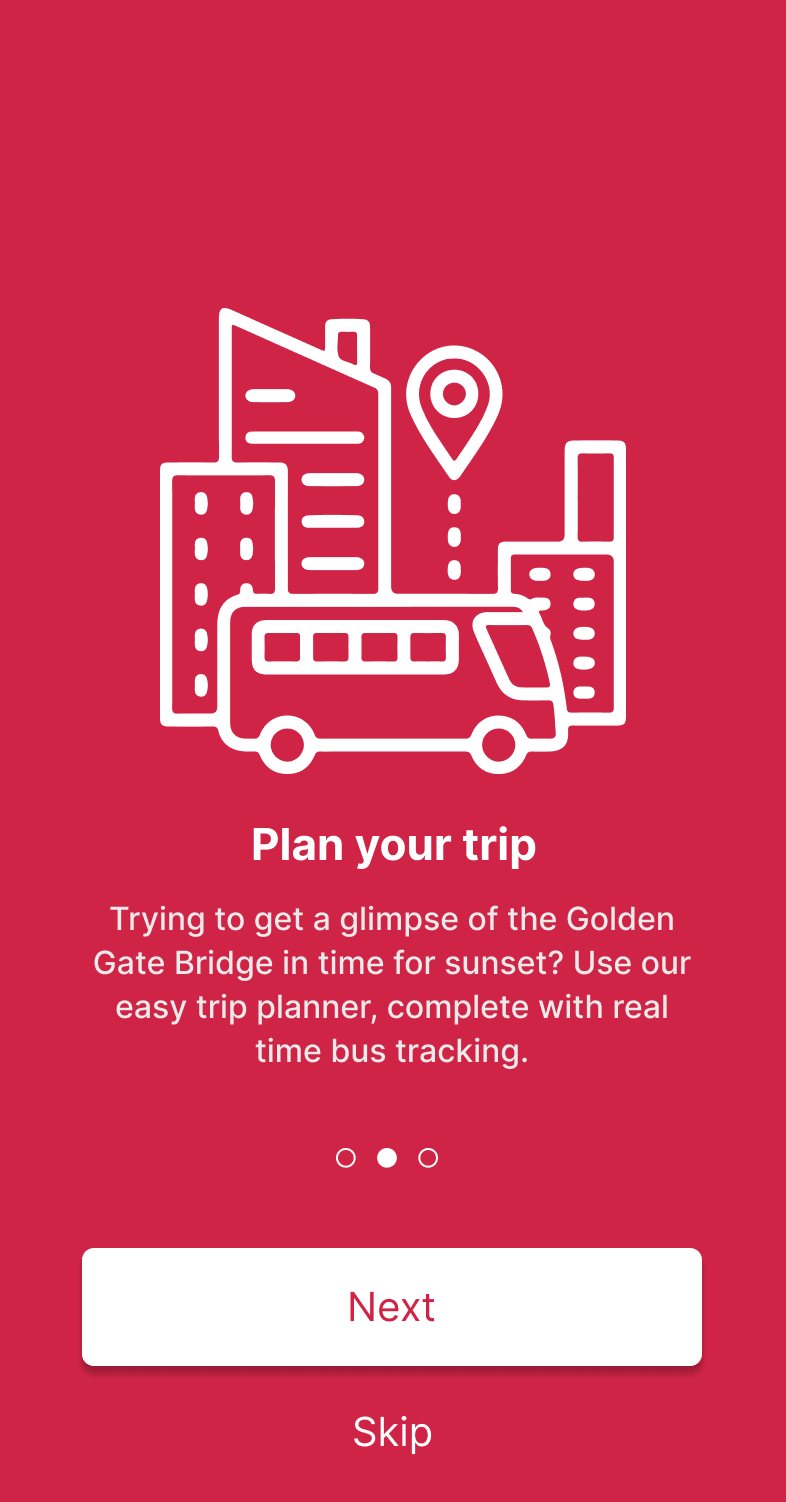 Plan your trip
Trying to get a glimpse of the Golden
Gate Bridge in time for sunset? Use our
easy trip planner, complete with real
time bus tracking.
Next
Skip